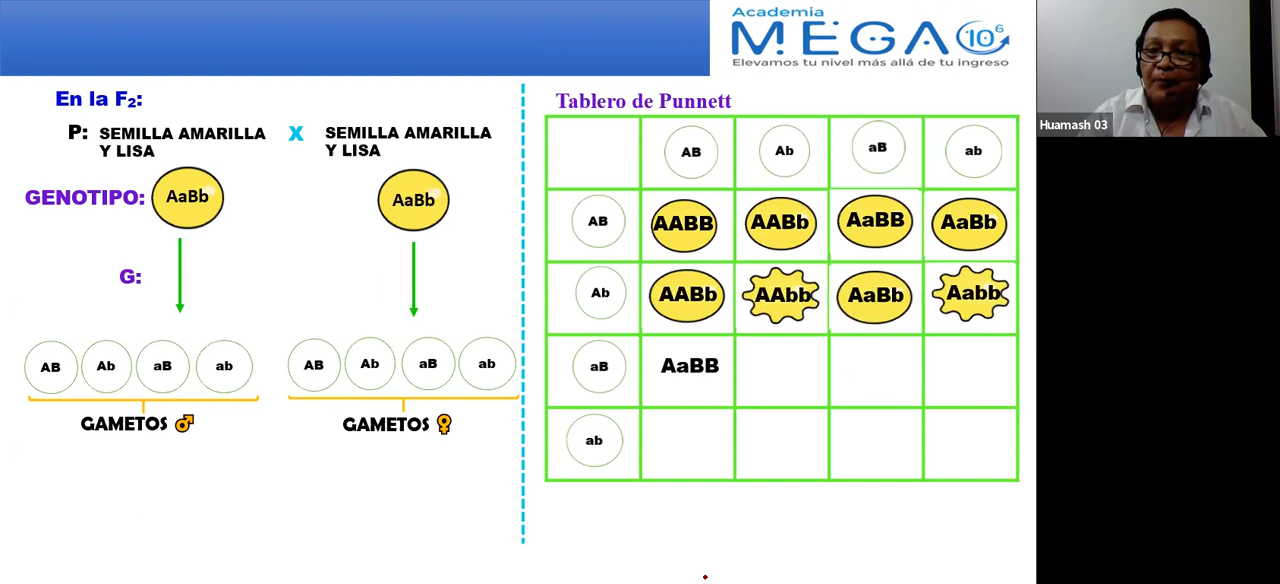 Academia
MEGA 10⁶
Elevamos tu nivel más allá de tu ingreso
Huamash 03
En la F₂:
P: SEMILLA AMARILLA
Y LISA
X
SEMILLA AMARILLA
Y LISA
GENOTIPO:
AaBb
AaBb
G:
AB Ab aB ab
AB Ab aB ab
GAMETOS ♂
GAMETOS ♀
Tablero de Punnett
AB Ab aB ab
AB AABB AABb AaBB AaBb
Ab AABb AAbb AaBb Aabb
aB AaBB
ab